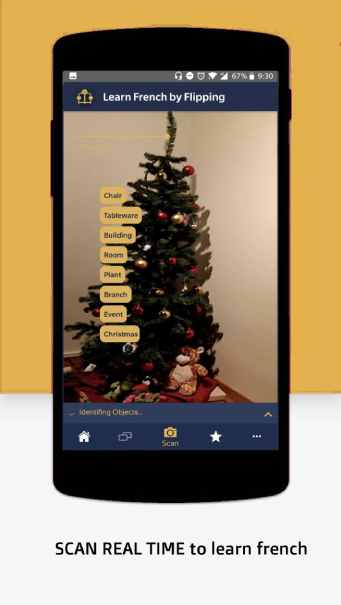 67% 9:30
Learn French by Flipping
Chair
Tableware
Building
Room
Plant
Branch
Event
Christmas
Identifing Objects..
Scan
SCAN REAL TIME to learn french